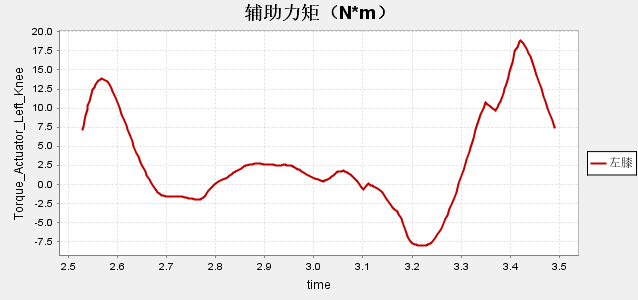 辅助力矩（N*m）
Torque_Actuator_Left_Knee
20.0
17.5
15.0
12.5
10.0
7.5
5.0
2.5
0.0
-2.5
-5.0
-7.5
2.5 2.6 2.7 2.8 2.9 3.0 3.1 3.2 3.3 3.4 3.5
time
左膝